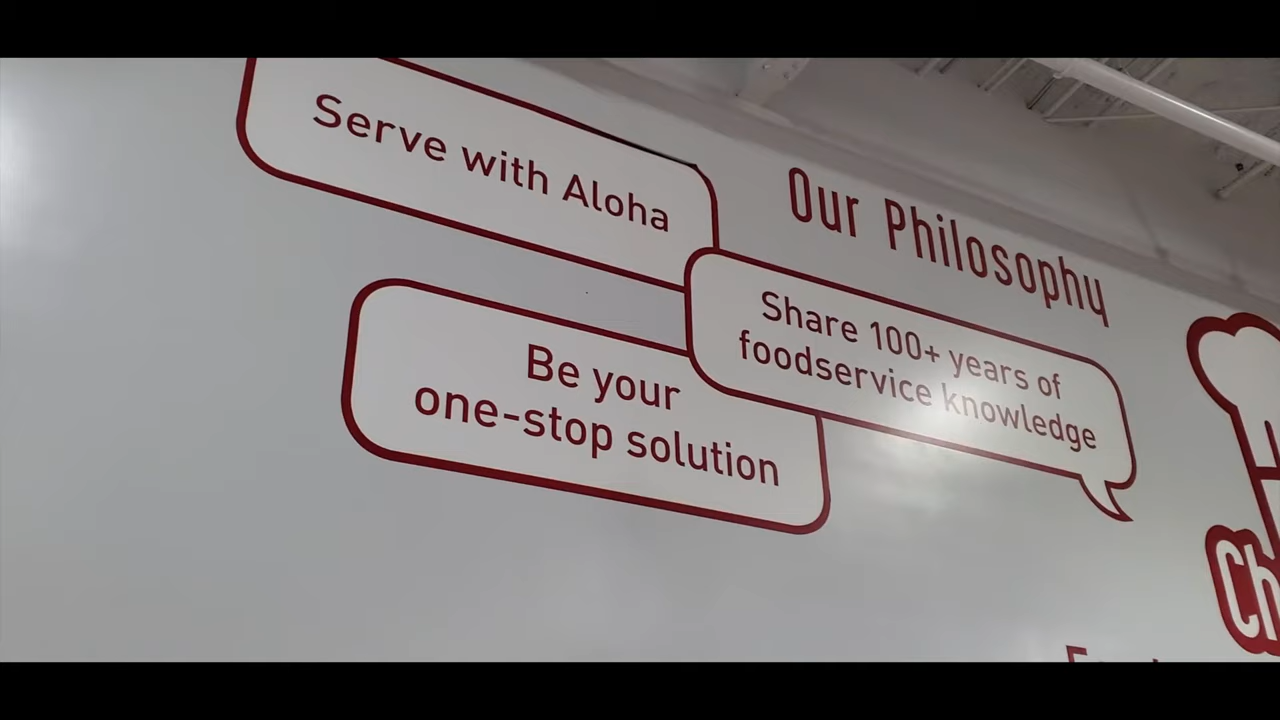 Our Philosophy
Serve with Aloha
Share 100+ years of
foodservice knowledge
Be your
one-stop solution